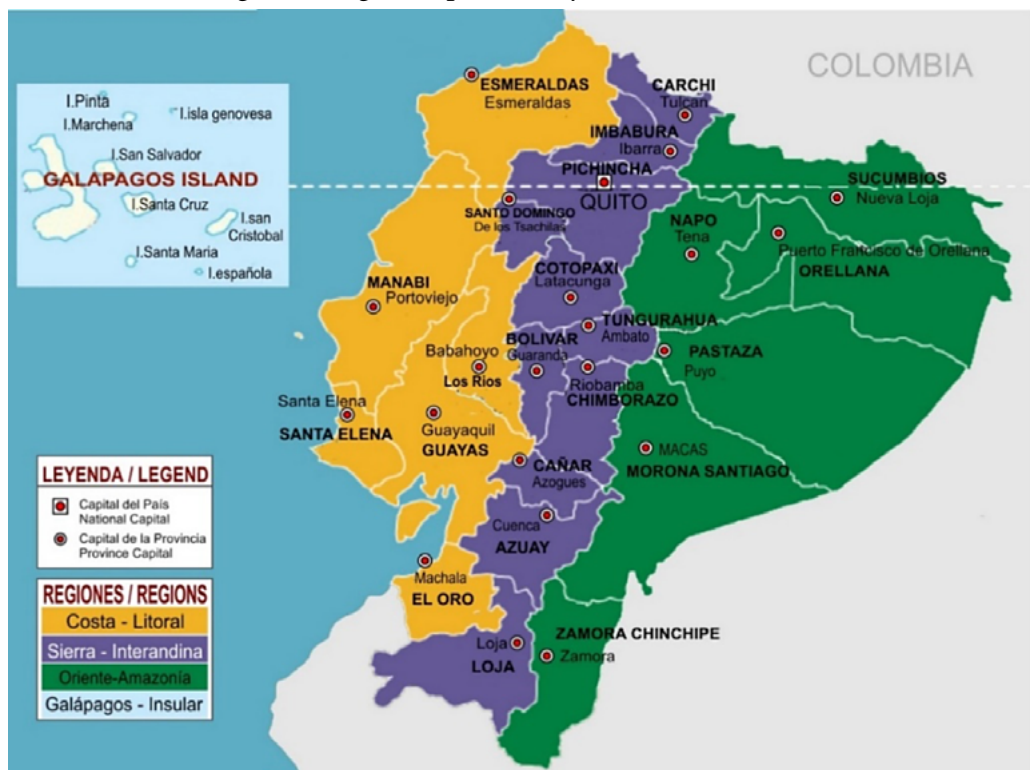 COLOMBIA
ESMERALDAS
Esmeraldas
CARCHI
Tulcan
IMBABURA
Ibarra
PICHINCHA
QUITO
I.Pinta
I.Marchena
I.isla genovesa
I.San Salvador
GALAPAGOS ISLAND
I.Santa Cruz
I.san
Cristobal
I.Santa Maria
I.española
SANTO DOMINGO
De los Tsachilas
SUCUMBIOS
Nueva Loja
NAPO
Tena
Puerto Francisco de Orellana
ORELLANA
COTOPAXI
Latacunga
MANABI
Portoviejo
TUNGURAHUA
Ambato
BOLIVAR
Guaranda
Babahoyo
Los Rios
Riobamba
CHIMBORAZO
PASTAZA
Puyo
Santa Elena
SANTA ELENA
Guayaquil
GUAYAS
MACAS
MORONA SANTIAGO
CAÑAR
Azogues
Cuenca
AZUAY
Machala
EL ORO
Loja
LOJA
ZAMORA CHINCHIPE
Zamora
LEYENDA / LEGEND
Capital del País
National Capital
Capital de la Provincia
Province Capital
REGIONES / REGIONS
Costa - Litoral
Sierra - Interandina
Oriente-Amazonía
Galápagos - Insular